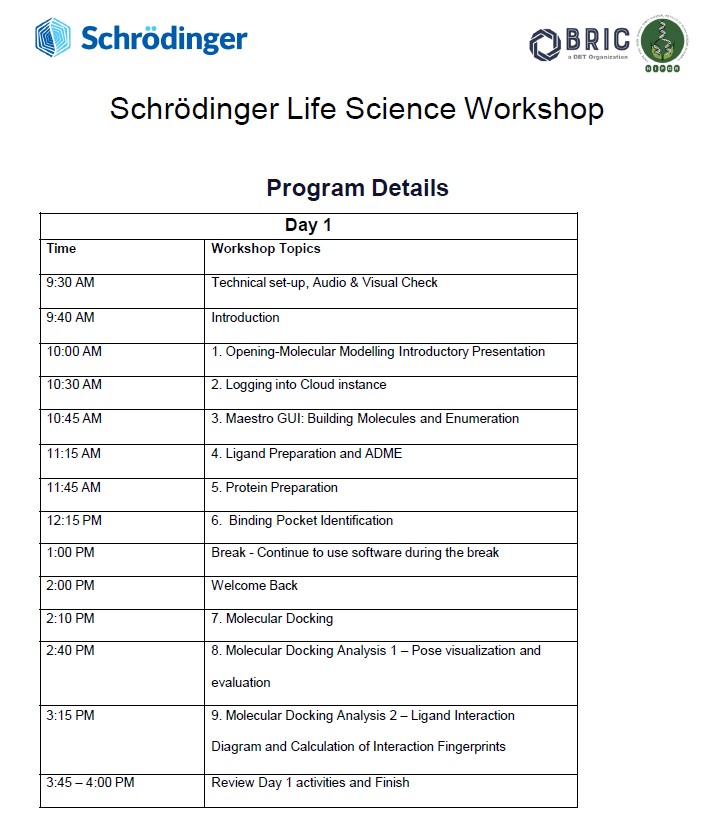 Schrödinger
BRIC
a DBT Organization
Schrödinger Life Science Workshop
Program Details
Day 1
Time Workshop Topics
9:30 AM Technical set-up, Audio & Visual Check
9:40 AM Introduction
10:00 AM 1. Opening-Molecular Modelling Introductory Presentation
10:30 AM 2. Logging into Cloud instance
10:45 AM 3. Maestro GUI: Building Molecules and Enumeration
11:15 AM 4. Ligand Preparation and ADME
11:45 AM 5. Protein Preparation
12:15 PM 6. Binding Pocket Identification
1:00 PM Break - Continue to use software during the break
2:00 PM Welcome Back
2:10 PM 7. Molecular Docking
2:40 PM 8. Molecular Docking Analysis 1 – Pose visualization and
evaluation
3:15 PM 9. Molecular Docking Analysis 2 – Ligand Interaction
Diagram and Calculation of Interaction Fingerprints
3:45 – 4:00 PM Review Day 1 activities and Finish